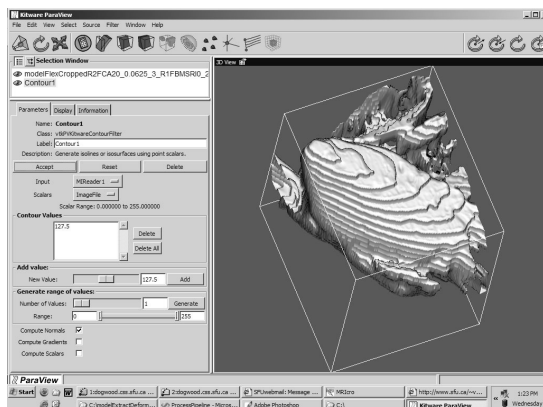 Kitware ParaView
File Edit View Select Source Filter Window Help
Selection Window
modelFlexCroppedR2FCA20_0.0625_3_R1FBMSRI0_2
Contour1
3D View
Parameters Display Information
Name: Contour1
Class: vtkPVKitwareContourFilter
Label: Contour1
Description: Generate isolines or isosurfaces using point scalars.
Accept Reset Delete
Input MIReader1
Scalars ImageFile
Scalar Range: 0.000000 to 255.000000
Contour Values
127.5
Delete
Delete All
Add value:
New Value: 127.5 Add
Generate range of values:
Number of Values: 1 Generate
Range: 0 255
Compute Normals
Compute Gradients
Compute Scalars
ParaView
Start 1:dogwood.css.sfu.ca ... 2:dogwood.css.sfu.ca ... SFUwebmail: Message ... MRIcro http://www.sfu.ca/~v... 1:23 PM
C:\modelExtractDeform... ProcessPipeline - Micros... Adobe Photoshop C:\ Kitware ParaView Wednesday